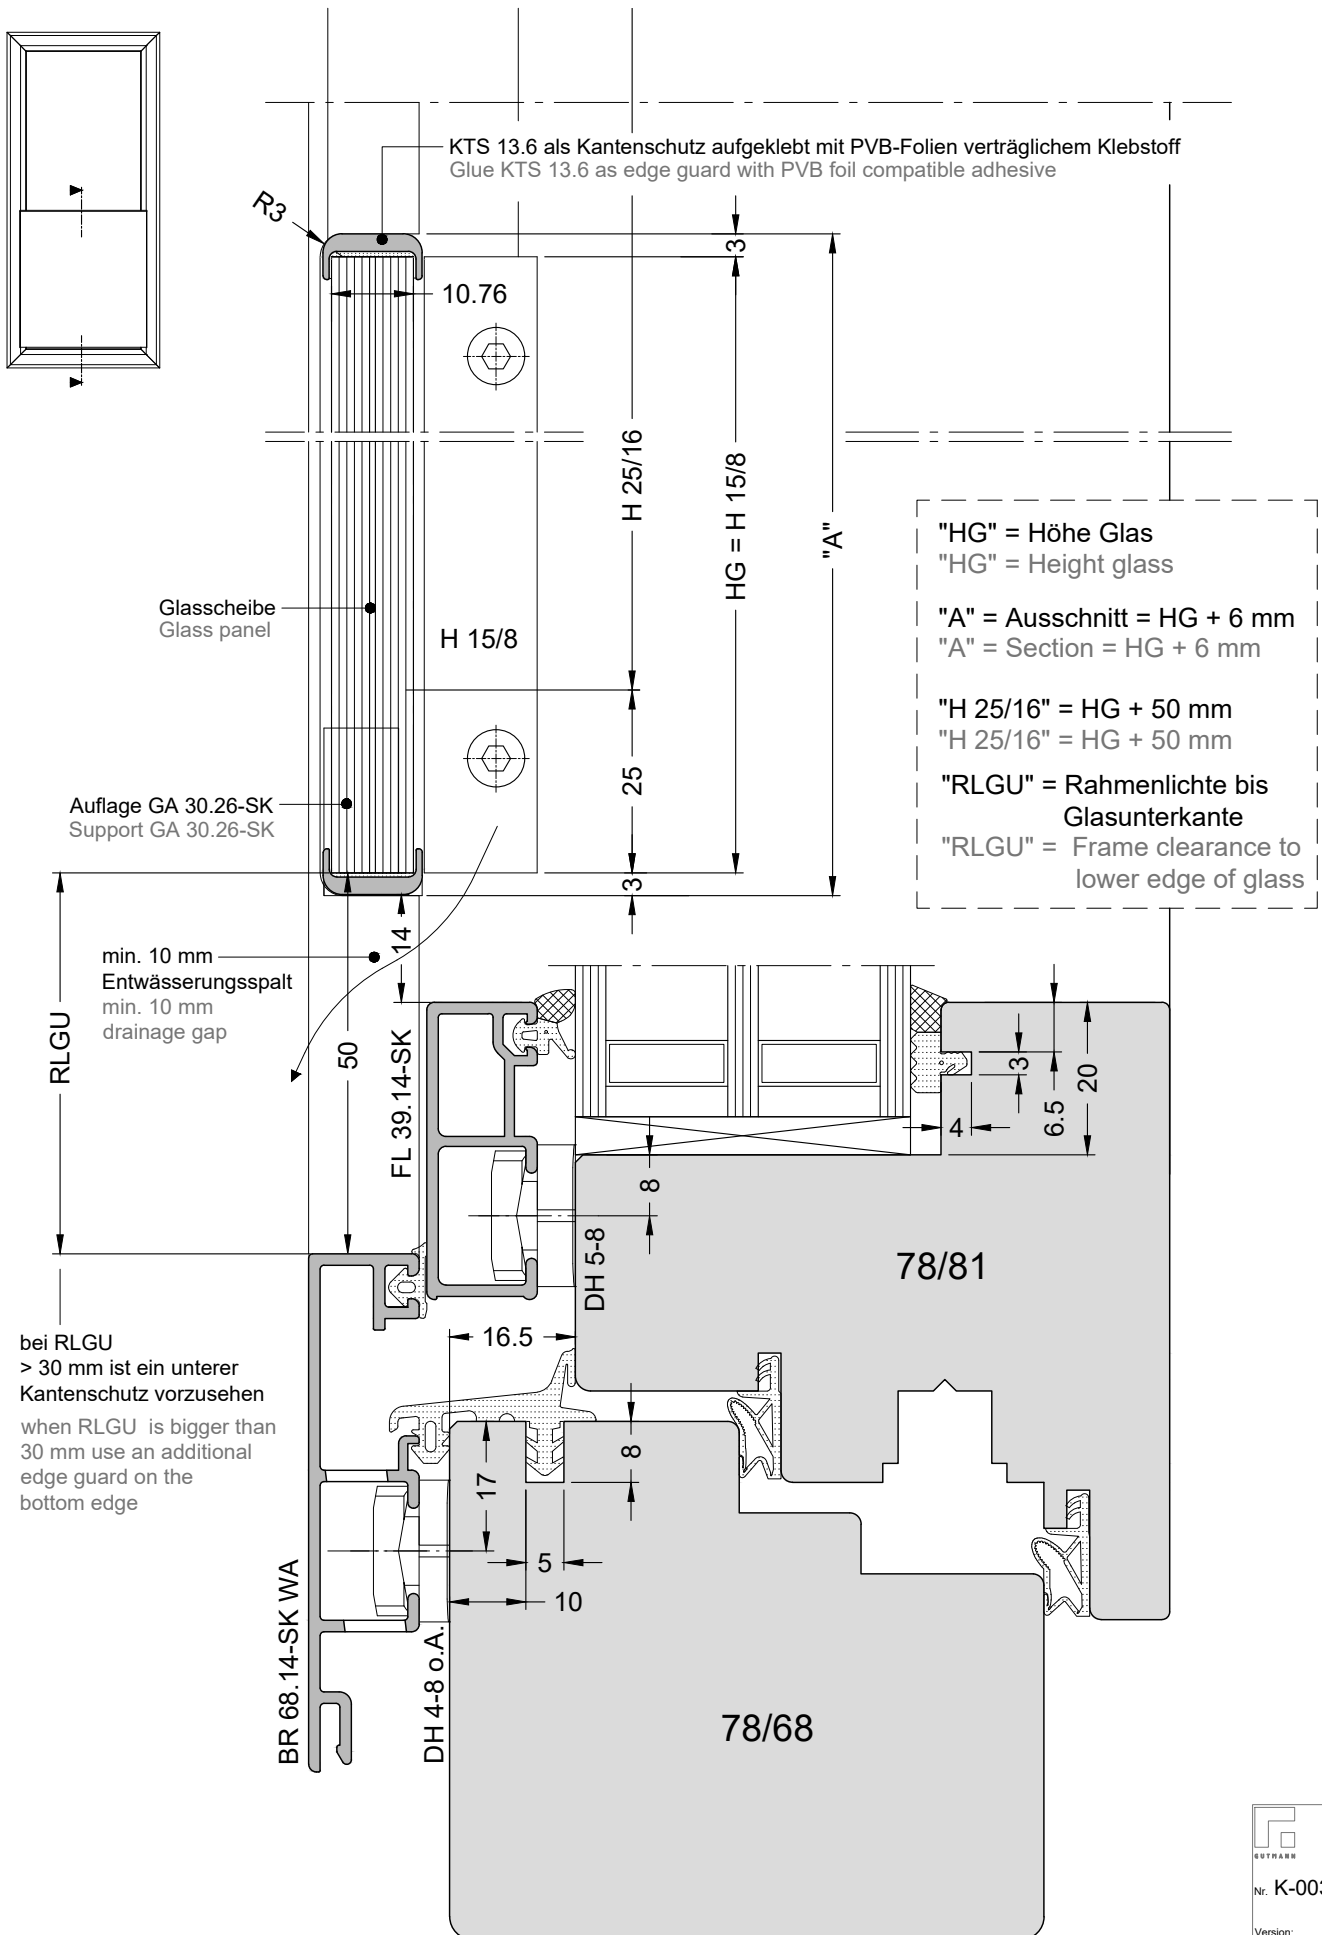 KTS 13.6 als Kantenschutz aufgeklebt mit PVB-Folien verträglichem Klebstoff
Glue KTS 13.6 as edge guard with PVB foil compatible adhesive
R3
3
10.76
H 25/16
HG = H 15/8
"A"
"HG" = Höhe Glas
"HG" = Height glass
"A" = Ausschnitt = HG + 6 mm
"A" = Section = HG + 6 mm
"H 25/16" = HG + 50 mm
"H 25/16" = HG + 50 mm
"RLGU" = Rahmenlichte bis
Glasunterkante
"RLGU" = Frame clearance to
lower edge of glass
Glasscheibe
Glass panel
H 15/8
25
Auflage GA 30.26-SK
Support GA 30.26-SK
3
14
min. 10 mm
Entwässerungsspalt
min. 10 mm
drainage gap
RLGU
50
FL 39.14-SK
3
20
6.5
4
8
DH 5-8
78/81
16.5
bei RLGU
> 30 mm ist ein unterer
Kantenschutz vorzusehen
when RLGU is bigger than
30 mm use an additional
edge guard on the
bottom edge
8
17
5
10
BR 68.14-SK WA
DH 4-8 o.A.
78/68
GUTMANN
Nr. K-003
Version: